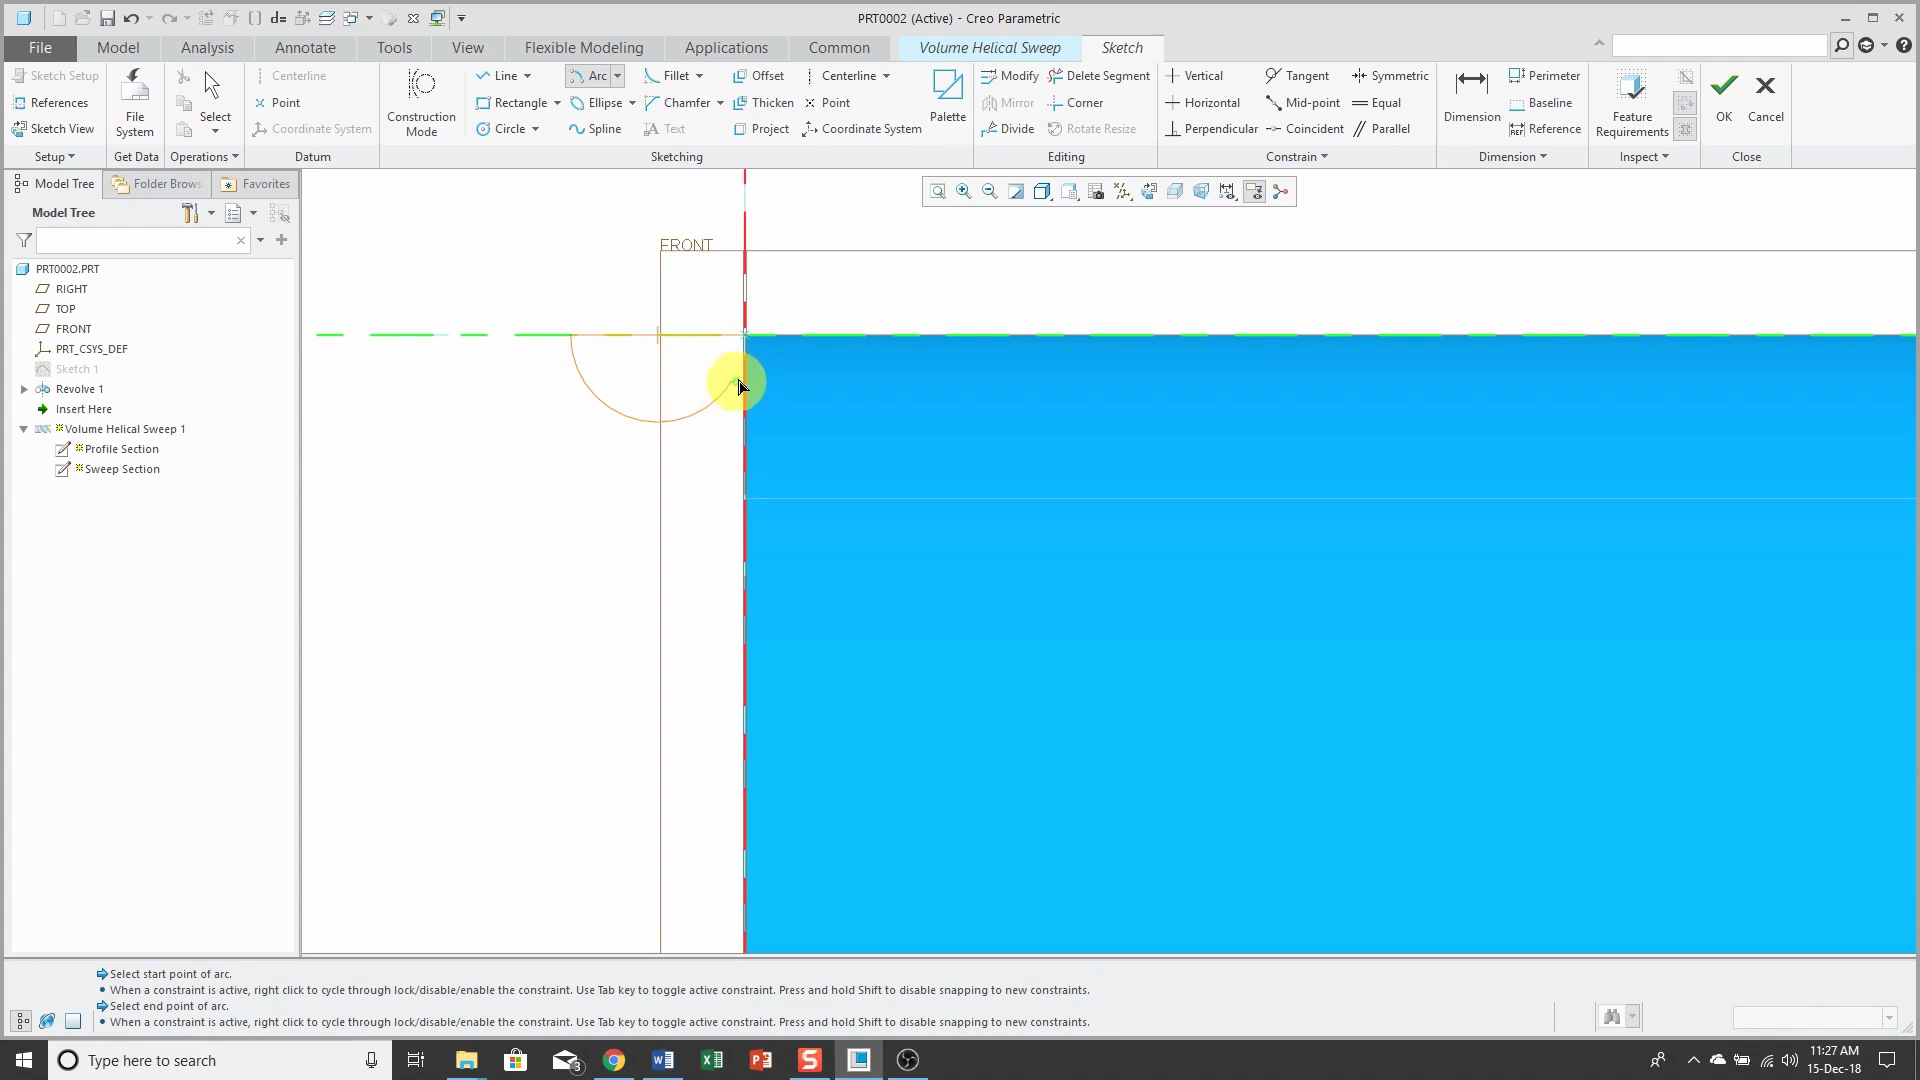 PRT0002 (Active) - Creo Parametric
File Model Analysis Annotate Tools View Flexible Modeling Applications Common Volume Helical Sweep Sketch
Sketch Setup
References
Sketch View
Setup
File System
Get Data
Select
Operations
Centerline
Point
Coordinate System
Datum
Construction Mode
Line Arc Fillet Offset Centerline
Rectangle Ellipse Chamfer Thicken Point
Circle Spline Text Project Coordinate System
Palette
Sketching
Modify Delete Segment
Mirror Corner
Divide Rotate Resize
Editing
Vertical Tangent Symmetric
Horizontal Mid-point Equal
Perpendicular Coincident Parallel
Constrain
Dimension
Perimeter
Baseline
Reference
Dimension
Feature Requirements
Inspect
OK Cancel
Close
Model Tree Folder Brows Favorites
Model Tree
PRT0002.PRT
RIGHT
TOP
FRONT
PRT_CSYS_DEF
Sketch 1
Revolve 1
Insert Here
Volume Helical Sweep 1
Profile Section
Sweep Section
FRONT
Select start point of arc.
• When a constraint is active, right click to cycle through lock/disable/enable the constraint. Use Tab key to toggle active constraint. Press and hold Shift to disable snapping to new constraints.
Select end point of arc.
• When a constraint is active, right click to cycle through lock/disable/enable the constraint. Use Tab key to toggle active constraint. Press and hold Shift to disable snapping to new constraints.
Type here to search
3
11:27 AM
15-Dec-18